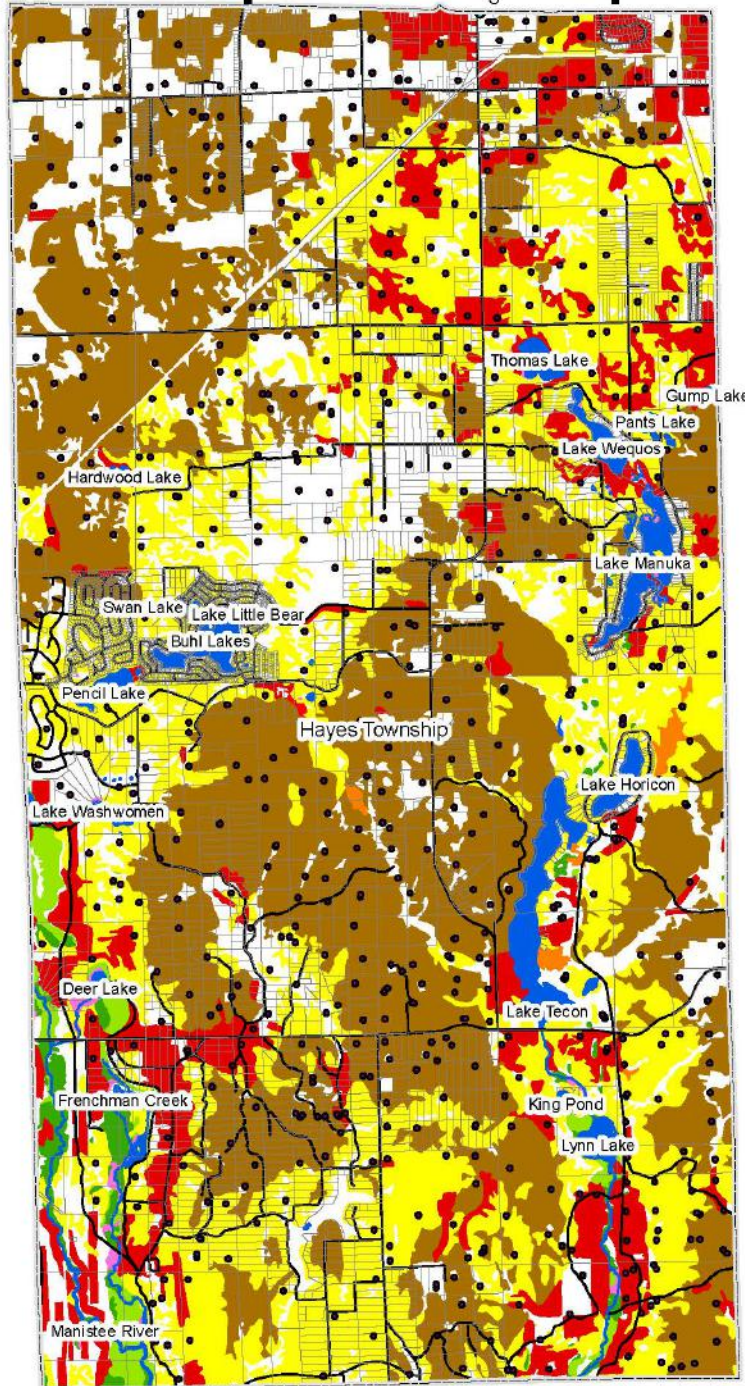 Thomas Lake
Gump Lake
Pants Lake
Lake Wequos
Hardwood Lake
Lake Manuka
Swan Lake
Lake Little Bear
Buhl Lakes
Pencil Lake
Hayes Township
Lake Horicon
Lake Washwomen
Deer Lake
Lake Tecon
Frenchman Creek
King Pond
Lynn Lake
Manistee River